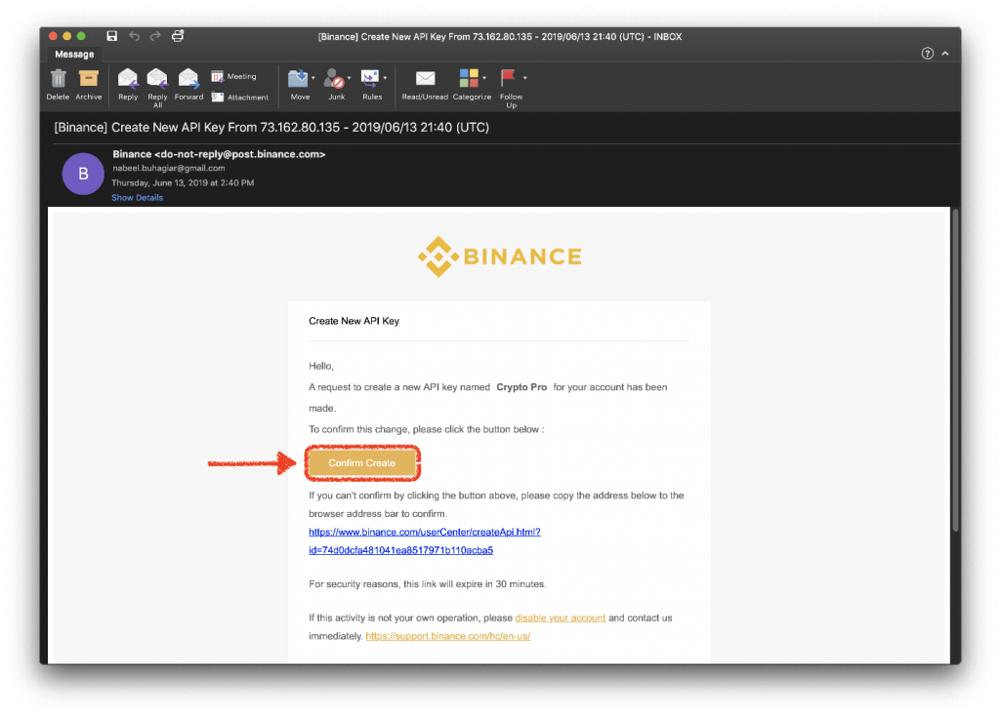 [Binance] Create New API Key From 73.162.80.135 - 2019/06/13 21:40 (UTC) - INBOX
Message
Delete Archive Reply Reply All Forward Meeting Attachment Move Junk Rules Read/Unread Categorize Follow Up
[Binance] Create New API Key From 73.162.80.135 - 2019/06/13 21:40 (UTC)
B
Binance <do-not-reply@post.binance.com>
nabeel.buhagiar@gmail.com
Thursday, June 13, 2019 at 2:40 PM
Show Details
BINANCE
Create New API Key
Hello,
A request to create a new API key named Crypto Pro for your account has been
made.
To confirm this change, please click the button below :
Confirm Create
If you can't confirm by clicking the button above, please copy the address below to the
browser address bar to confirm.
https://www.binance.com/userCenter/createApi.html?
id=74d0dcfa481041ea8517971b110acba5
For security reasons, this link will expire in 30 minutes.
If this activity is not your own operation, please disable your account and contact us
immediately. https://support.binance.com/hc/en-us/